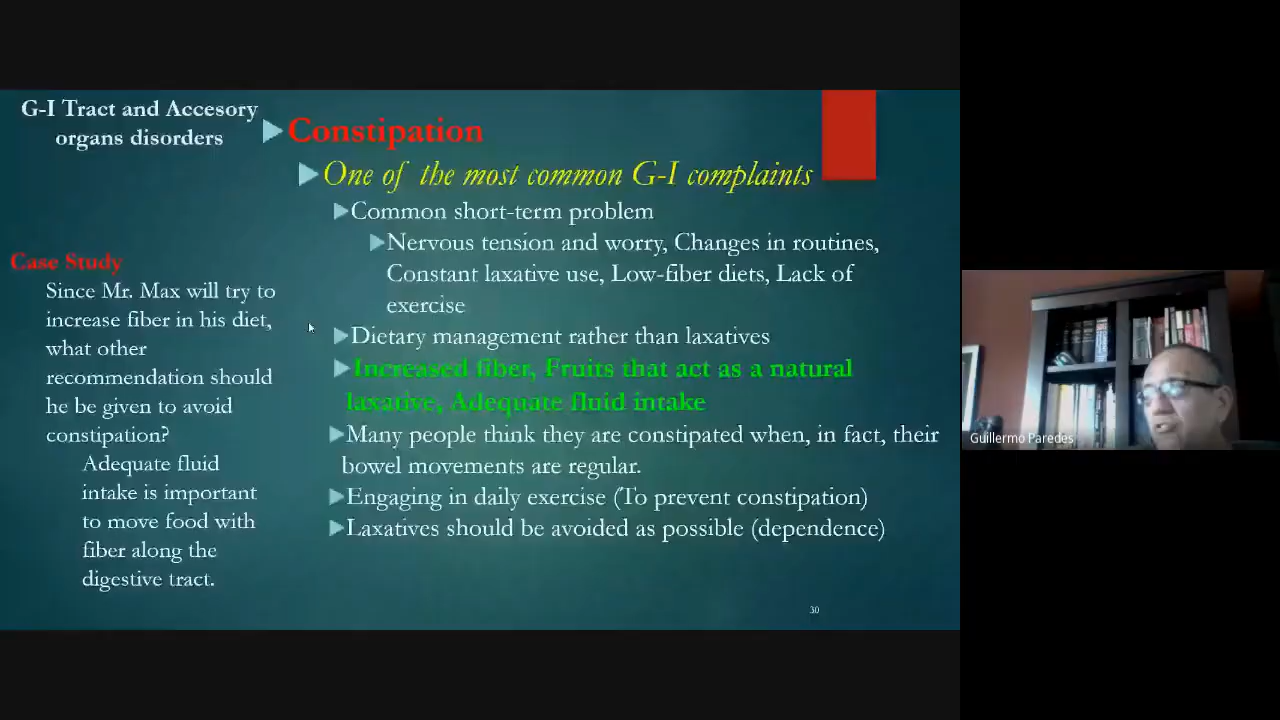 G-I Tract and Accesory
organs disorders
Constipation
One of the most common G-I complaints
Common short-term problem
Nervous tension and worry, Changes in routines,
Constant laxative use, Low-fiber diets, Lack of
exercise
Dietary management rather than laxatives
Increased fiber, Fruits that act as a natural
laxative, Adequate fluid intake
Many people think they are constipated when, in fact, their
bowel movements are regular.
Engaging in daily exercise (To prevent constipation)
Laxatives should be avoided as possible (dependence)
Case Study
Since Mr. Max will try to
increase fiber in his diet,
what other
recommendation should
he be given to avoid
constipation?
Adequate fluid
intake is important
to move food with
fiber along the
digestive tract.
30
Guillermo Paredes